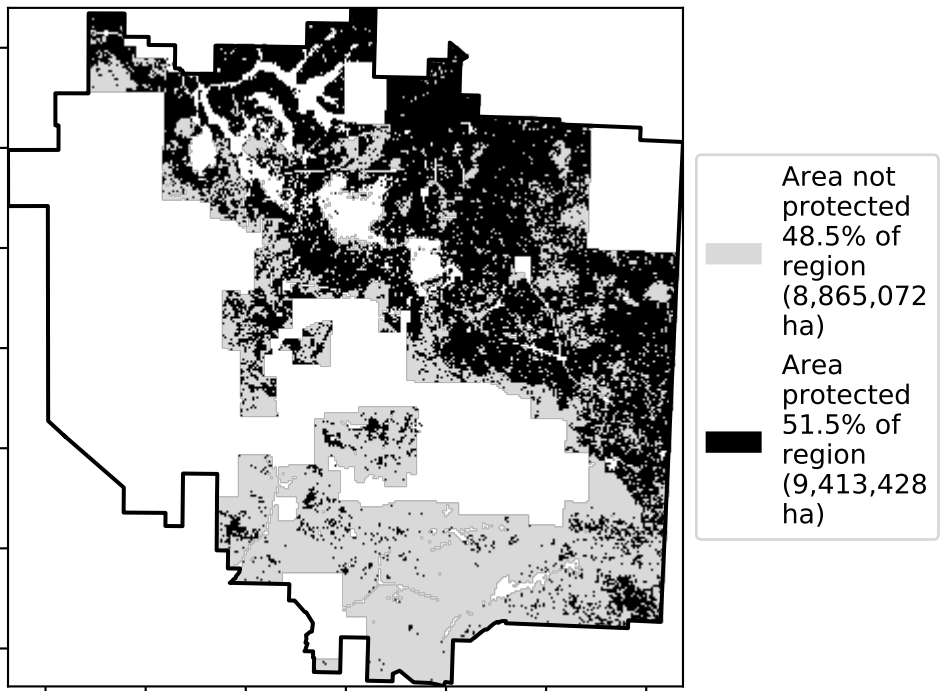 Area not
protected
48.5% of
region
(8,865,072
ha)
Area
protected
51.5% of
region
(9,413,428
ha)